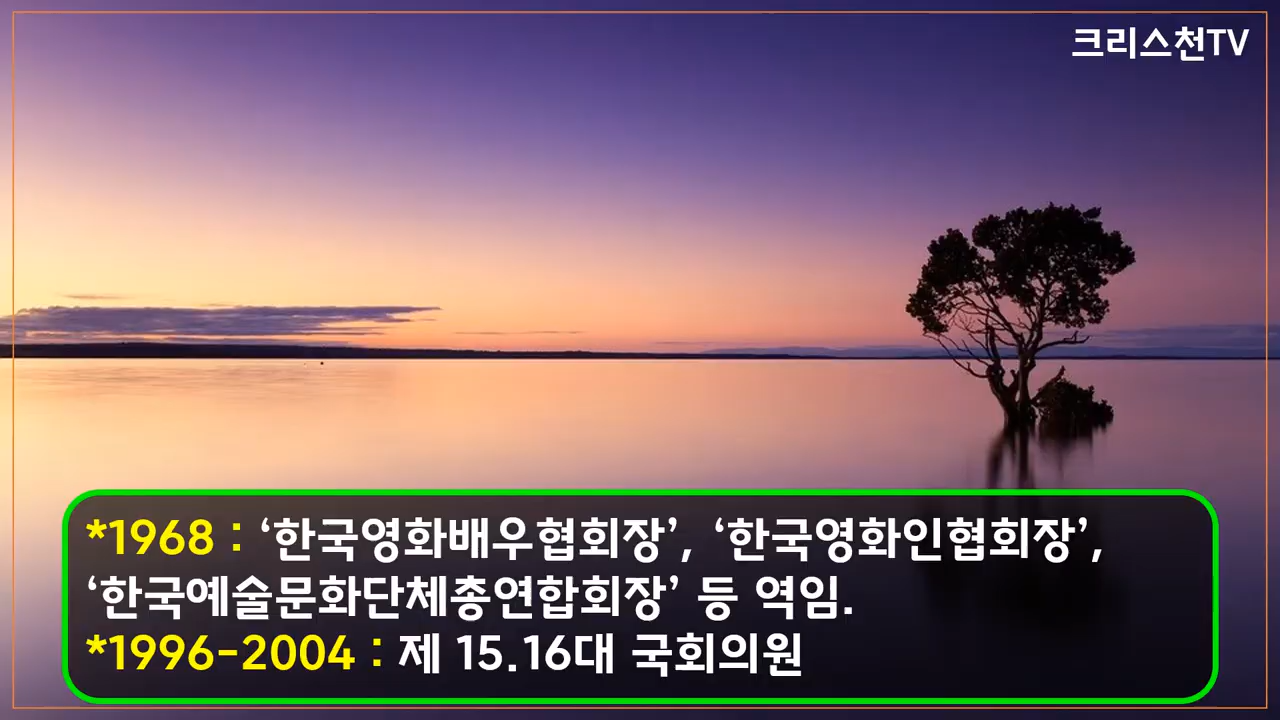 크리스천TV
*1968 : ‘한국영화배우협회장’, ‘한국영화인협회장’,
‘한국예술문화단체총연합회장’ 등 역임.
*1996-2004 : 제 15.16대 국회의원